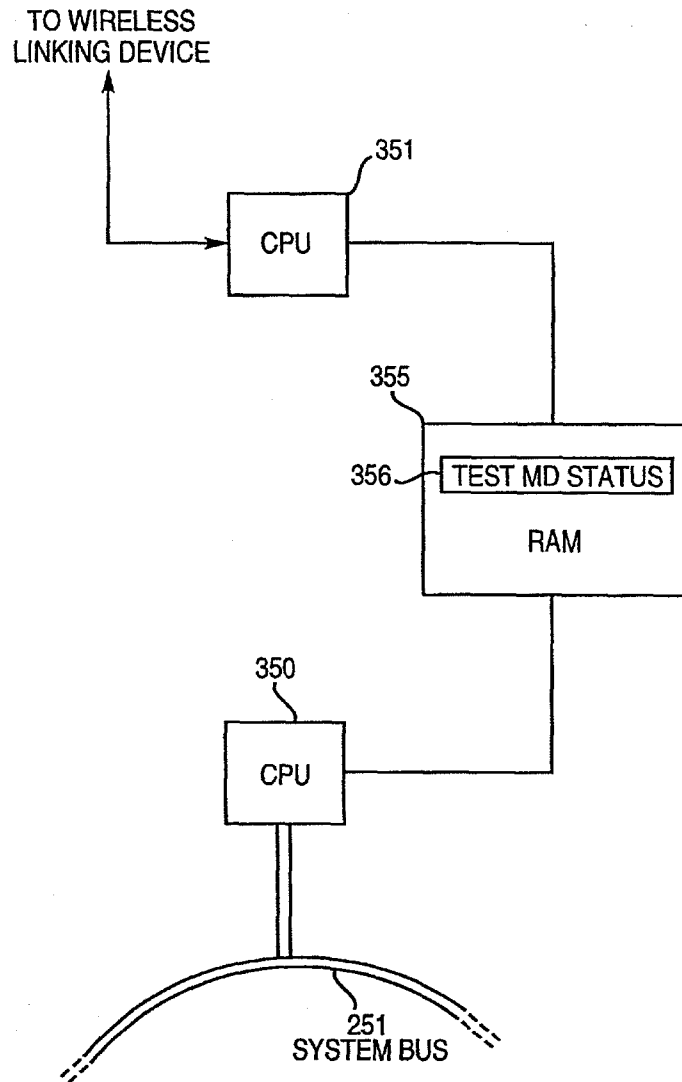 TO WIRELESS
LINKING DEVICE
351
CPU
355
356
TEST MD STATUS
RAM
350
CPU
251
SYSTEM BUS